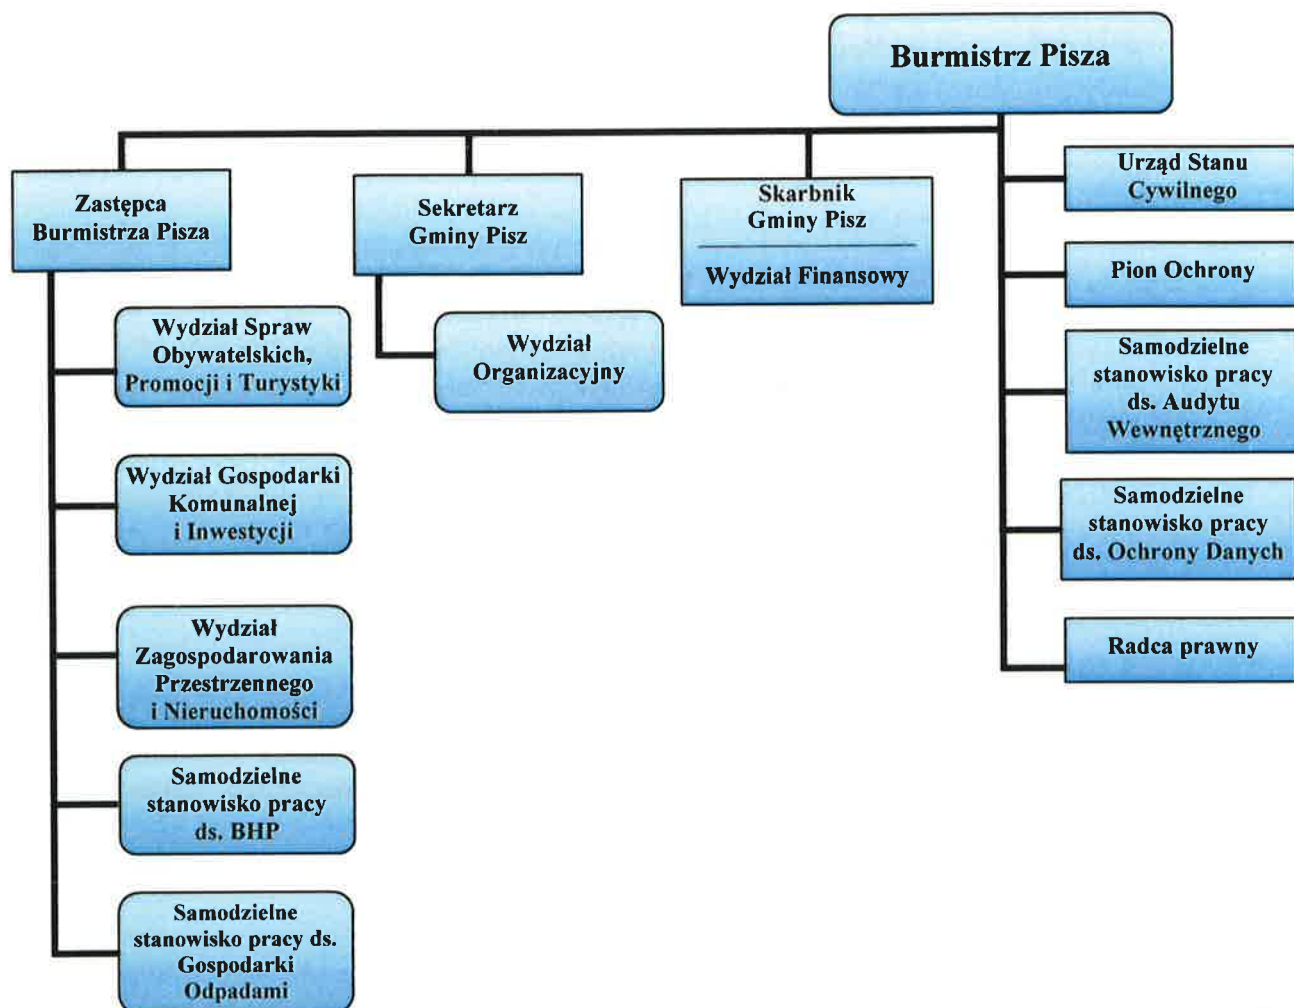 Burmistrz Pisza
Zastępca
Burmistrza Pisza
Sekretarz
Gminy Pisz
Skarbnik
Gminy Pisz
Wydział Finansowy
Urząd Stanu
Cywilnego
Pion Ochrony
Samodzielne
stanowisko pracy
ds. Audytu
Wewnętrznego
Samodzielne
stanowisko pracy
ds. Ochrony Danych
Radca prawny
Wydział Spraw
Obywatelskich,
Promocji i Turystyki
Wydział Gospodarki
Komunalnej
i Inwestycji
Wydział
Zagospodarowania
Przestrzennego
i Nieruchomości
Samodzielne
stanowisko pracy
ds. BHP
Samodzielne
stanowisko pracy ds.
Gospodarki
Odpadami
Wydział
Organizacyjny